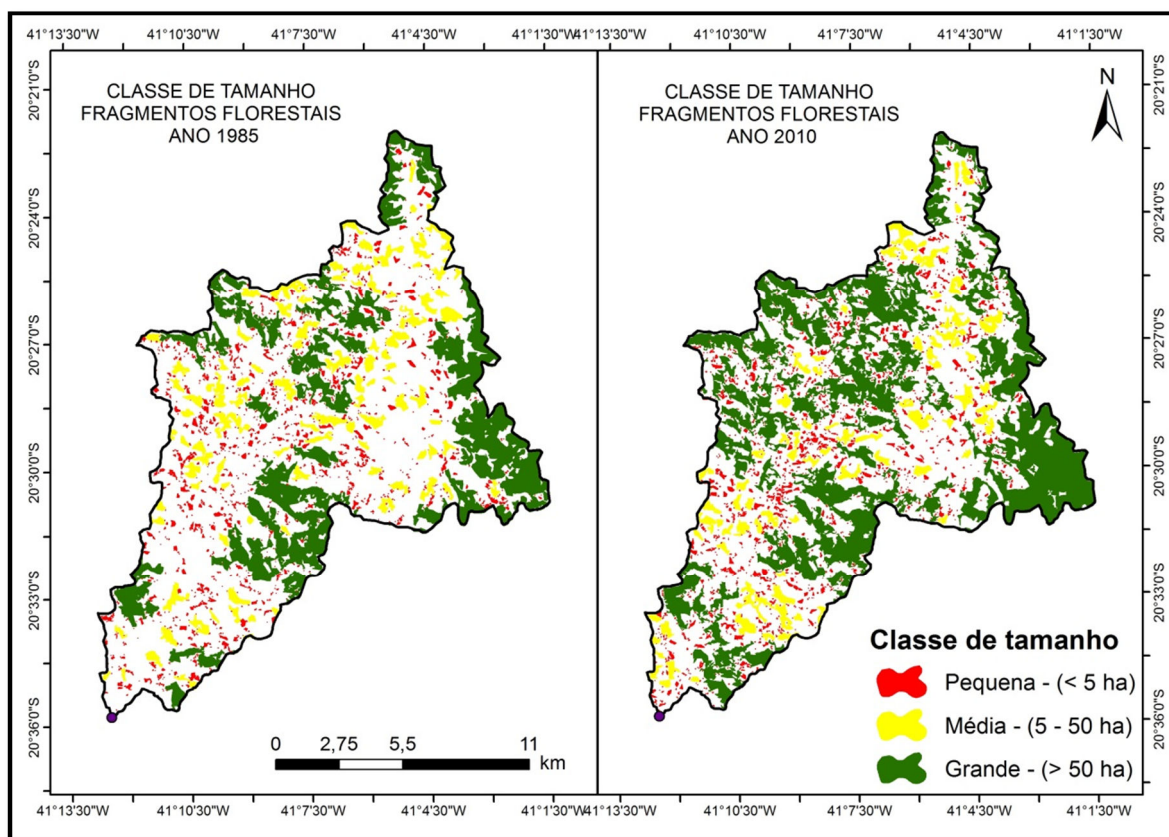 41°13'30"W 41°10'30"W 41°7'30"W 41°4'30"W 41°1'30"W 41°13'30"W 41°10'30"W 41°7'30"W 41°4'30"W 41°1'30"W
CLASSE DE TAMANHO
FRAGMENTOS FLORESTAIS
ANO 1985
CLASSE DE TAMANHO
FRAGMENTOS FLORESTAIS
ANO 2010
N
20°21'0"S
20°24'0"S
20°27'0"S
20°30'0"S
20°33'0"S
20°36'0"S
20°21'0"S
20°24'0"S
20°27'0"S
20°30'0"S
20°33'0"S
20°36'0"S
0 2,75 5,5 11
km
Classe de tamanho
Pequena - (< 5 ha)
Média - (5 - 50 ha)
Grande - (> 50 ha)
41°13'30"W 41°10'30"W 41°7'30"W 41°4'30"W 41°1'30"W 41°13'30"W 41°10'30"W 41°7'30"W 41°4'30"W 41°1'30"W